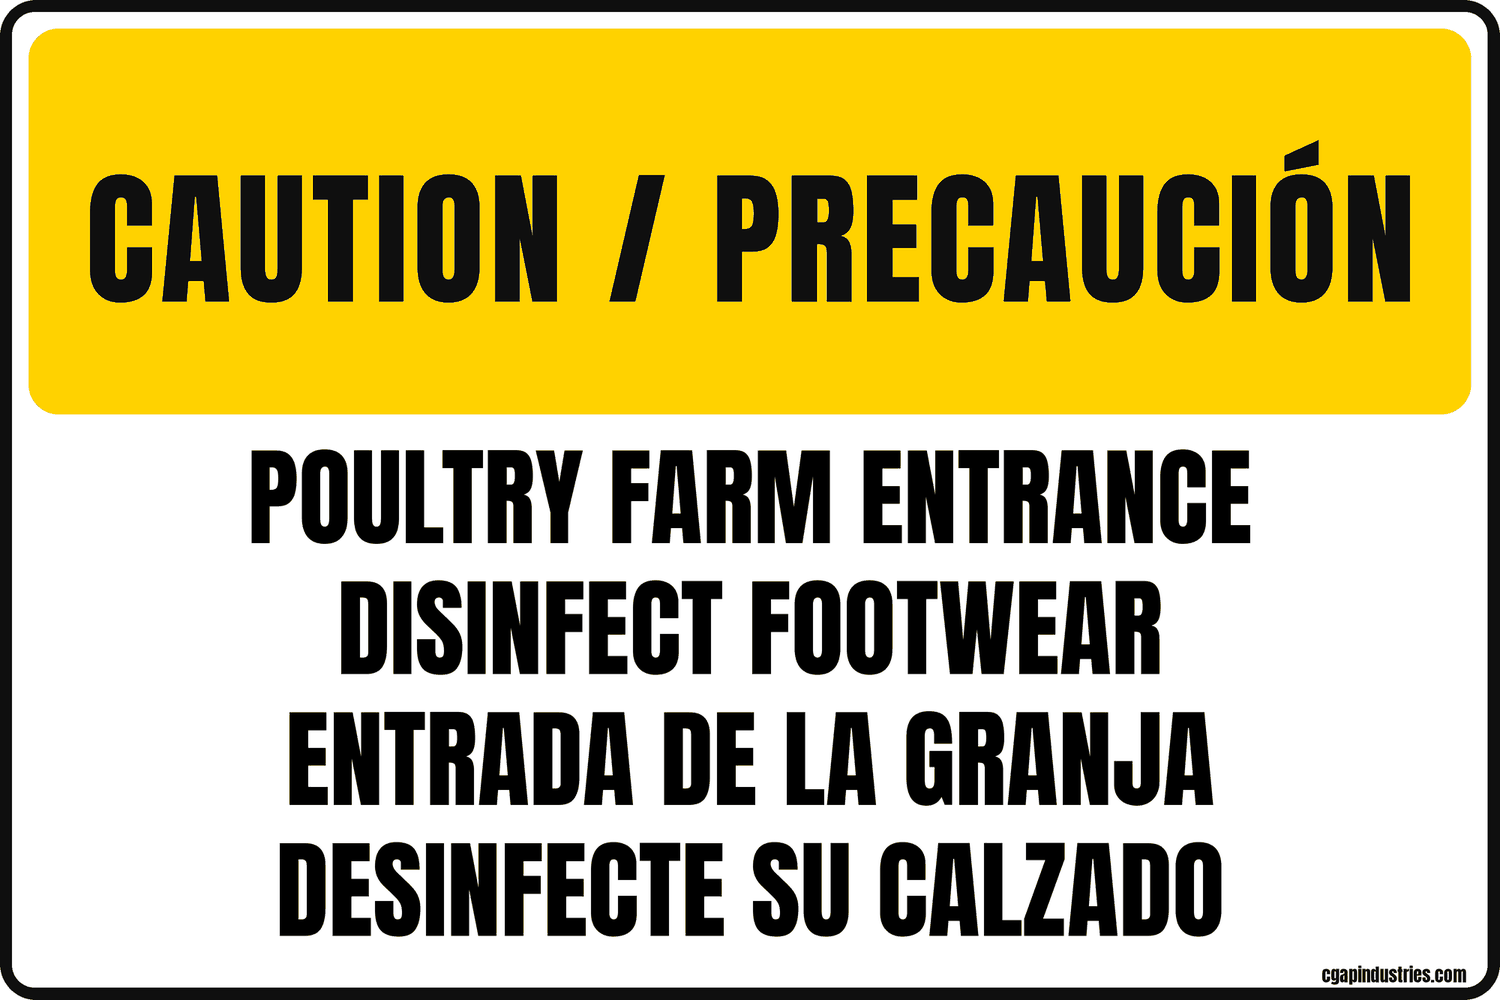 CAUTION / PRECAUCIÓN
POULTRY FARM ENTRANCE
DISINFECT FOOTWEAR
ENTRADA DE LA GRANJA
DESINFECTE SU CALZADO
cgapindustries.com